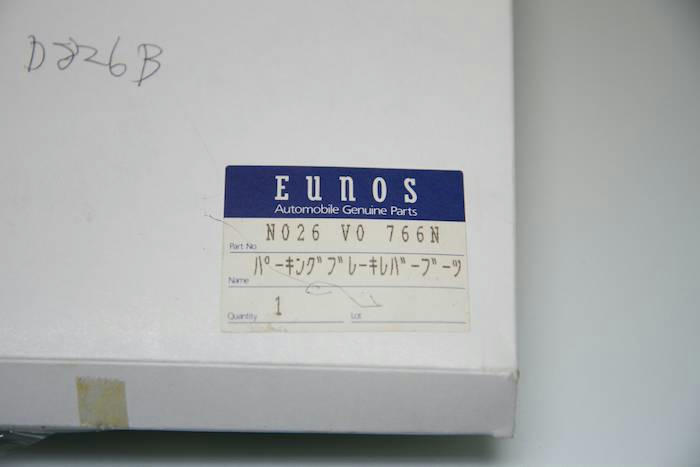 D226B
EUNOS
Automobile Genuine Parts
Part No. N026 V0 766N
Name ﾊﾟｰｷﾝｸﾞﾌﾞﾚｰｷﾚﾊﾞｰﾌﾞｰﾂ
Quantity 1 Lot